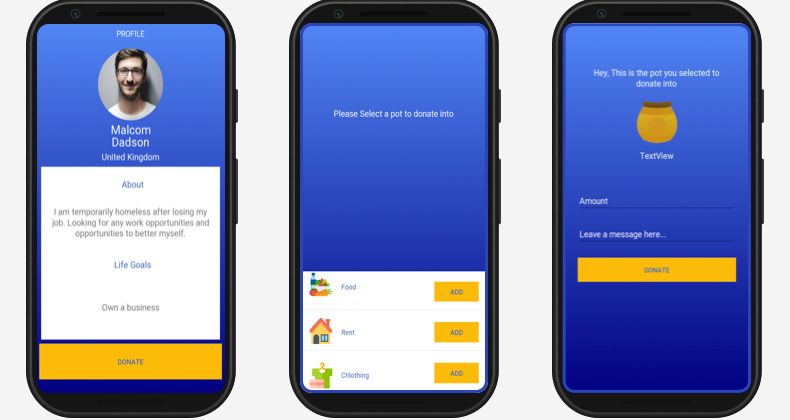 PROFILE
Malcom
Dadson
United Kingdom
About
I am temporarily homeless after losing my
job. Looking for any work opportunities and
opportunities to better myself.
Life Goals
Own a business
DONATE
Please Select a pot to donate into
Food
ADD
Rent
ADD
Chlothing
ADD
Hey, This is the pot you selected to
donate into
TextView
Amount
Leave a message here...
DONATE